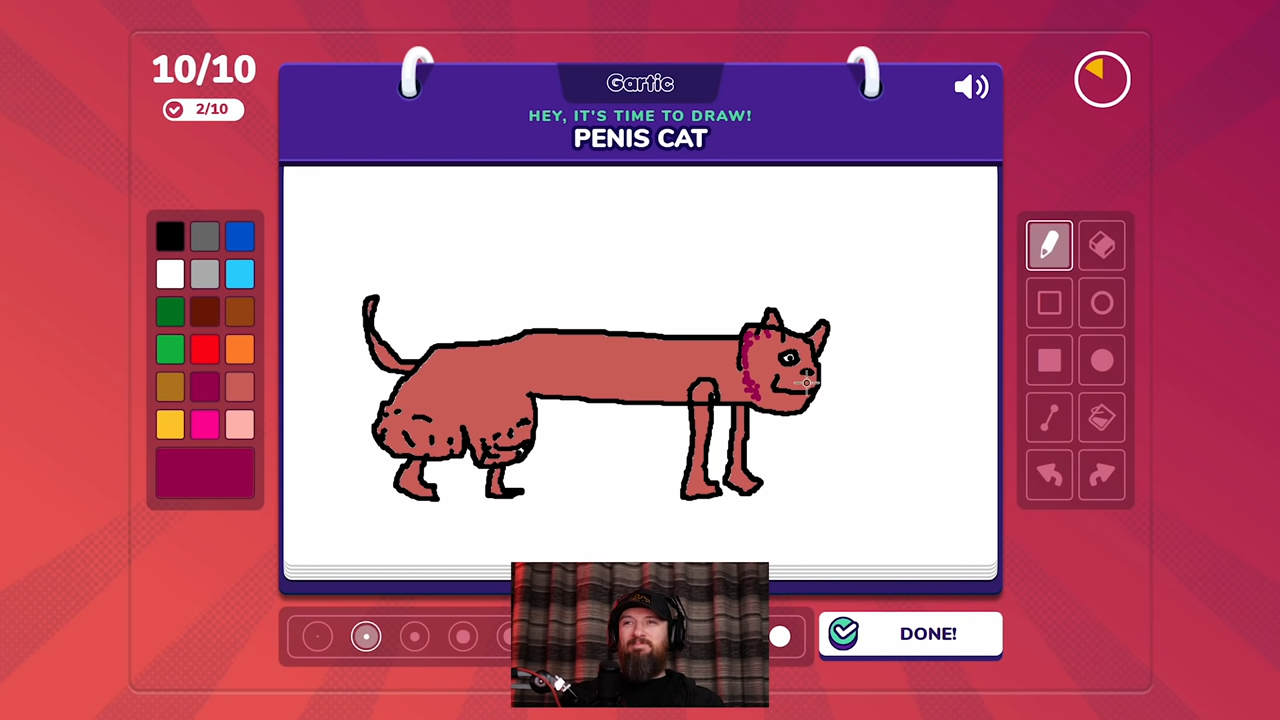 10/10
2/10
Gartic
HEY, IT'S TIME TO DRAW!
PENIS CAT
DONE!